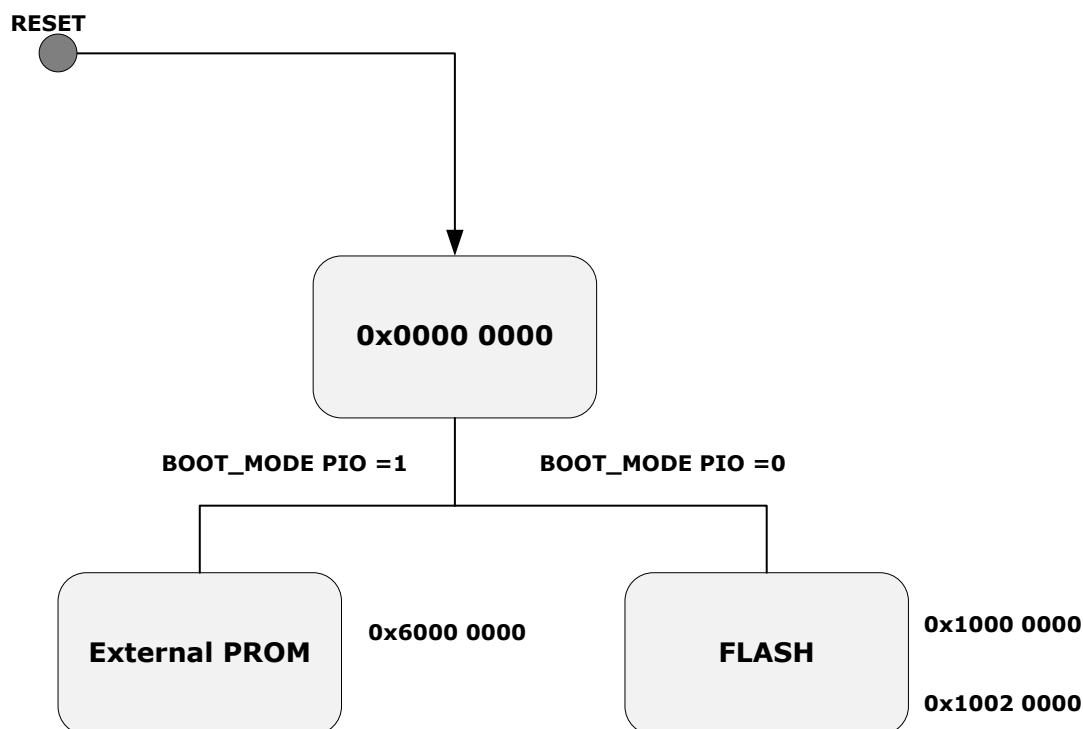 RESET
0x0000 0000
BOOT_MODE PIO =1
BOOT_MODE PIO =0
External PROM
0x6000 0000
FLASH
0x1000 0000
0x1002 0000